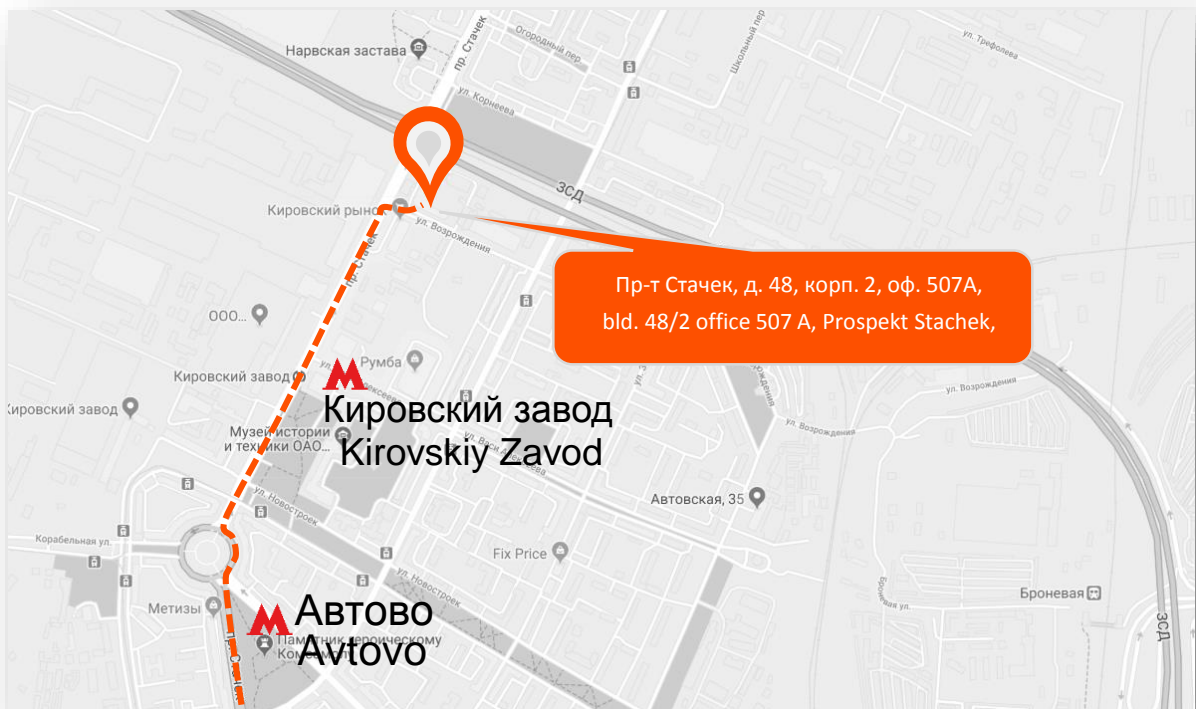 Огородный пер
ул. Трефолева
Школьный пер
Нарвская застава
пр. Стачек
ул. Корнеева
ЗСД
Кировский рынок
ул. Возрождения
пр. Стачек
Пр-т Стачек, д. 48, корп. 2, оф. 507А,
bld. 48/2 office 507 A, Prospekt Stachek,
ООО...
Румба
Кировский завод
М
ул. Возрождения
Кировский завод
Kirovskiy Zavod
Кировский завод
Музей истории
и техники ОАО...
ул. Возрождения
ул. Новостроек
Автовская, 35
Корабельная ул.
Fix Price
ул. Новостроек
Броневая
Броневая ул.
Метизы
М
Автово
Avtovo
Памятник героическому
Комсомолу
пр. Стачек
ЗСД